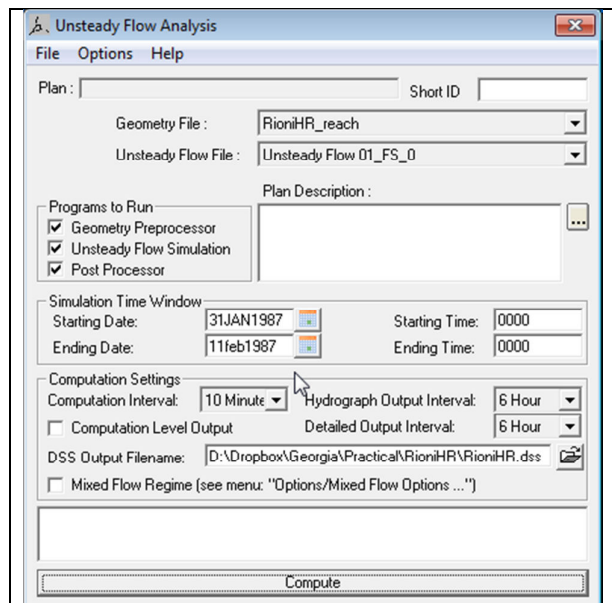 Unsteady Flow Analysis
File Options Help
Plan : Short ID
Geometry File : RioniHR_reach
Unsteady Flow File : Unsteady Flow 01_FS_0
Plan Description :
Programs to Run
Geometry Preprocessor
Unsteady Flow Simulation
Post Processor
...
Simulation Time Window
Starting Date: 31JAN1987 Starting Time: 0000
Ending Date: 11feb1987 Ending Time: 0000
Computation Settings
Computation Interval: 10 Minute Hydrograph Output Interval: 6 Hour
Computation Level Output Detailed Output Interval: 6 Hour
DSS Output Filename: D:\Dropbox\Georgia\Practical\RioniHR\RioniHR.dss
Mixed Flow Regime (see menu: "Options/Mixed Flow Options ...")
Compute